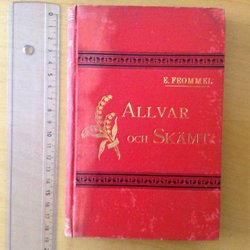 E. FROMMEL
ALLVAR
OCH SKÄMT